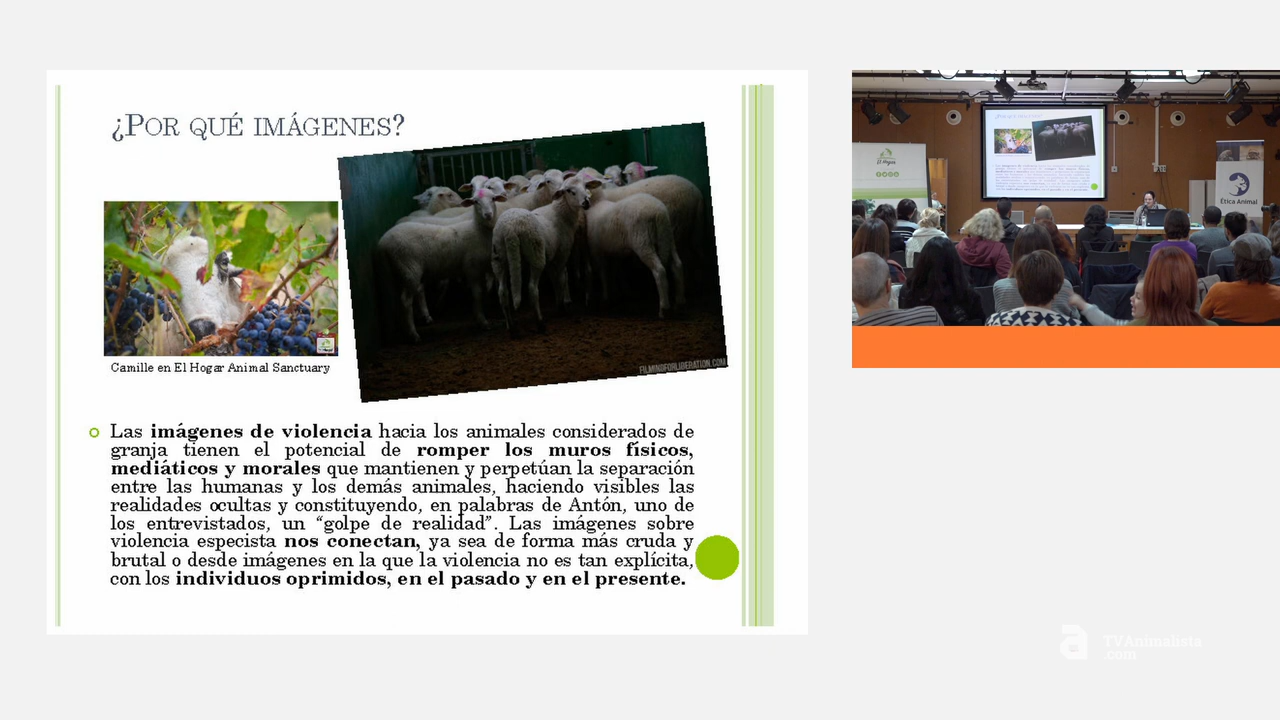 ¿Por qué imágenes?
Camille en El Hogar Animal Sanctuary
FILMINGFORLIBERATION.COM
Las imágenes de violencia hacia los animales considerados de
granja tienen el potencial de romper los muros físicos,
mediáticos y morales que mantienen y perpetúan la separación
entre las humanas y los demás animales, haciendo visibles las
realidades ocultas y constituyendo, en palabras de Antón, uno de
los entrevistados, un “golpe de realidad”. Las imágenes sobre
violencia especista nos conectan, ya sea de forma más cruda y
brutal o desde imágenes en la que la violencia no es tan explícita,
con los individuos oprimidos, en el pasado y en el presente.
El Hogar
Ética Animal
TVAnimalista
.com